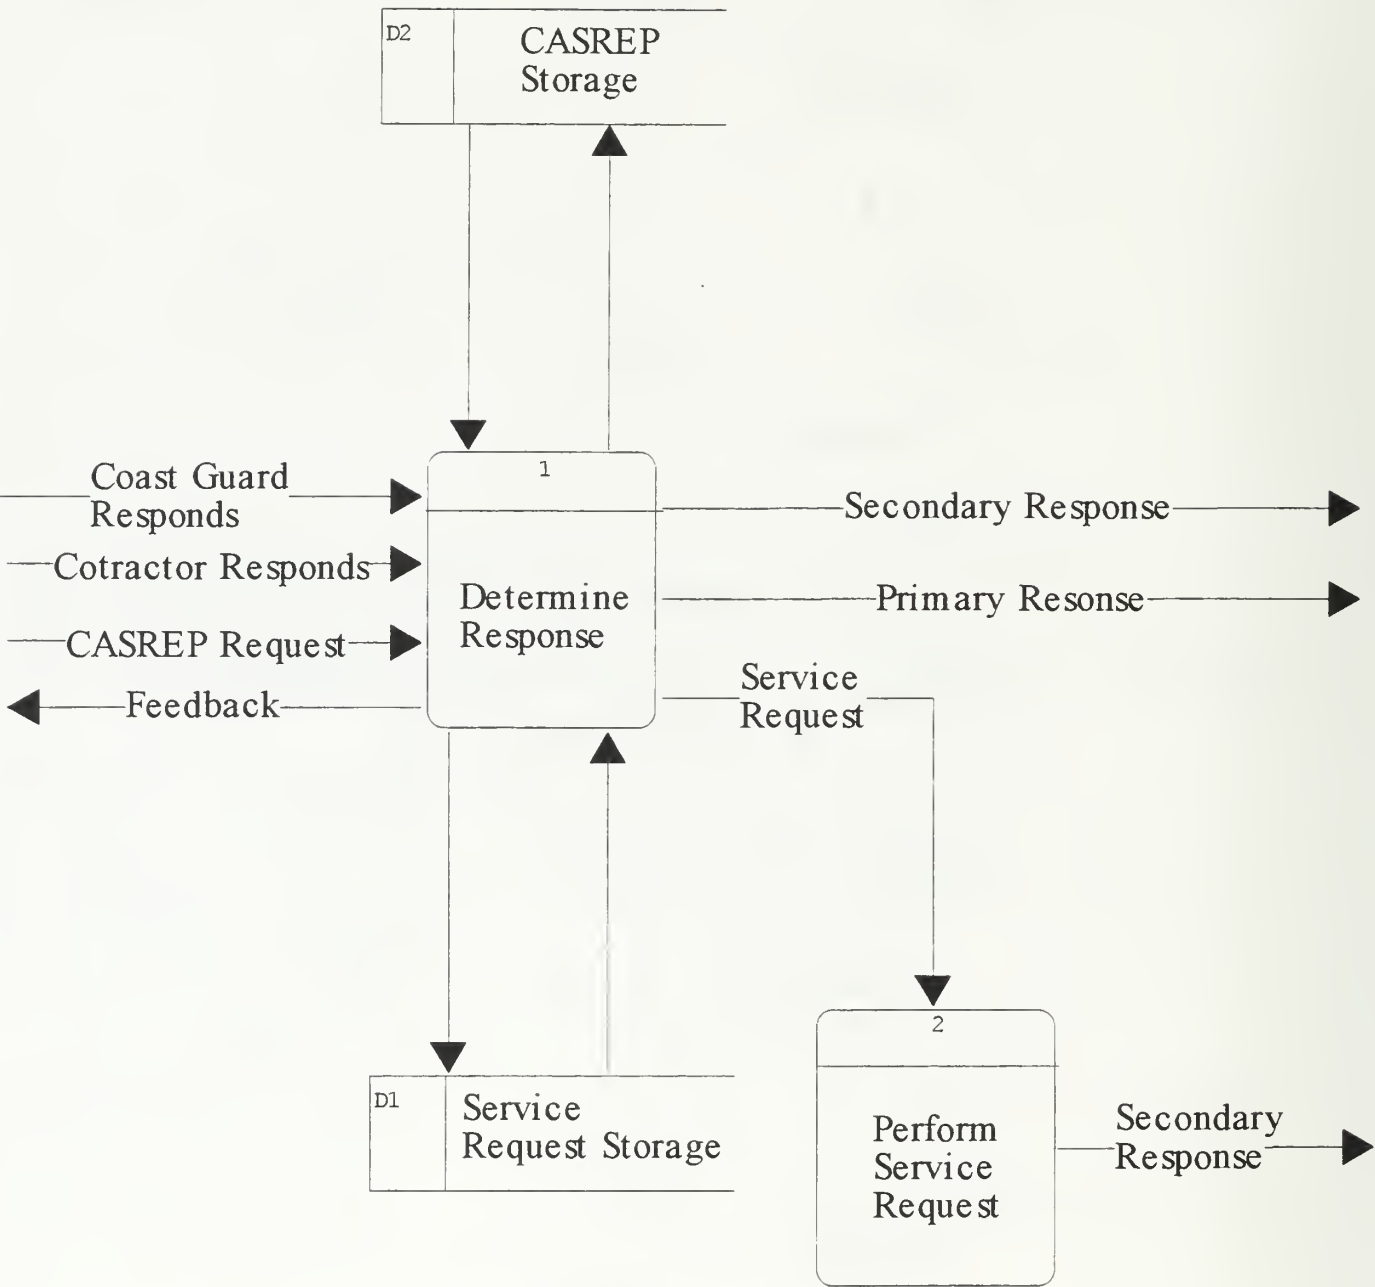 D2
CASREP
Storage
1
Coast Guard
Responds
Cotractor Responds
CASREP Request
Feedback
Determine
Response
Secondary Response
Primary Resonse
Service
Request
D1
Service
Request Storage
2
Perform
Service
Request
Secondary
Response